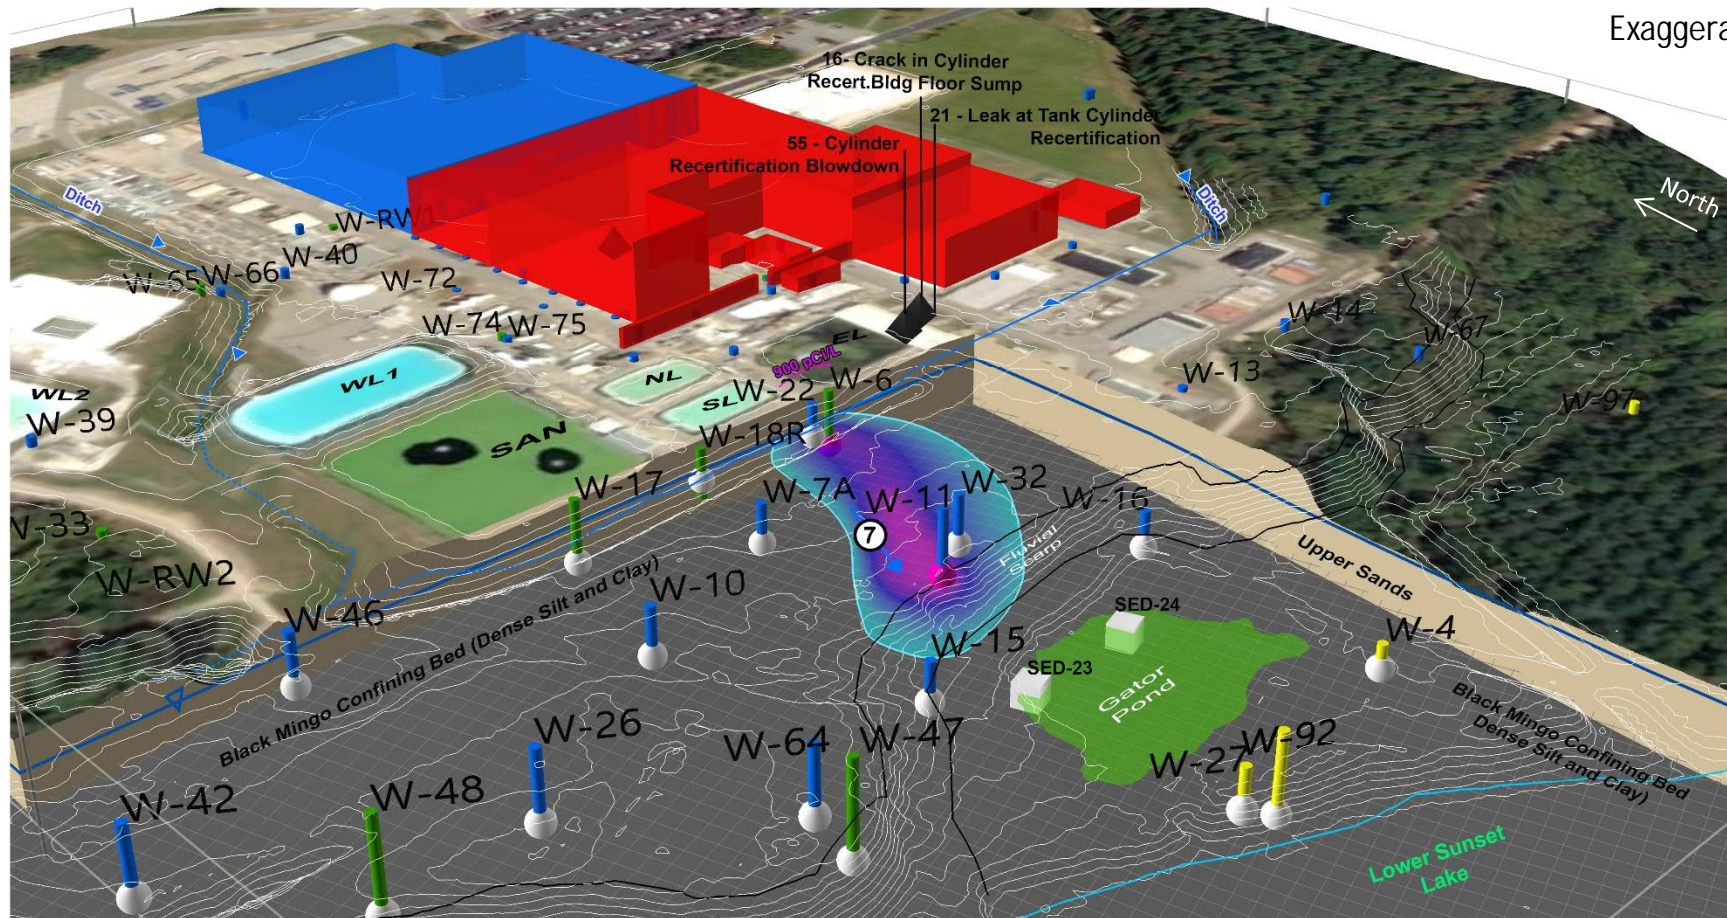 Exaggera
16- Crack in Cylinder
Recert.Bldg Floor Sump
21 - Leak at Tank Cylinder
Recertification
55 - Cylinder
Recertification Blowdown
North
Ditch
Ditch
W-RW1
W-40
W-55
W-66
W-72
W-74
W-75
W-14
W-67
W-13
W-97
WL2
W-39
WL1
NL
SL
EL
900 pCi/L
W-22
W-6
SAN
W-18R
W-17
W-7A
W-11
W-32
W-16
7
Fluvial
Scarp
Upper Sands
W-33
W-RW2
W-46
Black Mingo Confining Bed (Dense Silt and Clay)
W-10
W-15
SED-24
SED-23
Gator
Pond
W-4
W-26
W-64
W-47
W-27
W-92
Black Mingo Confining Bed
Dense Silt and Clay)
W-42
W-48
Lower Sunset
Lake